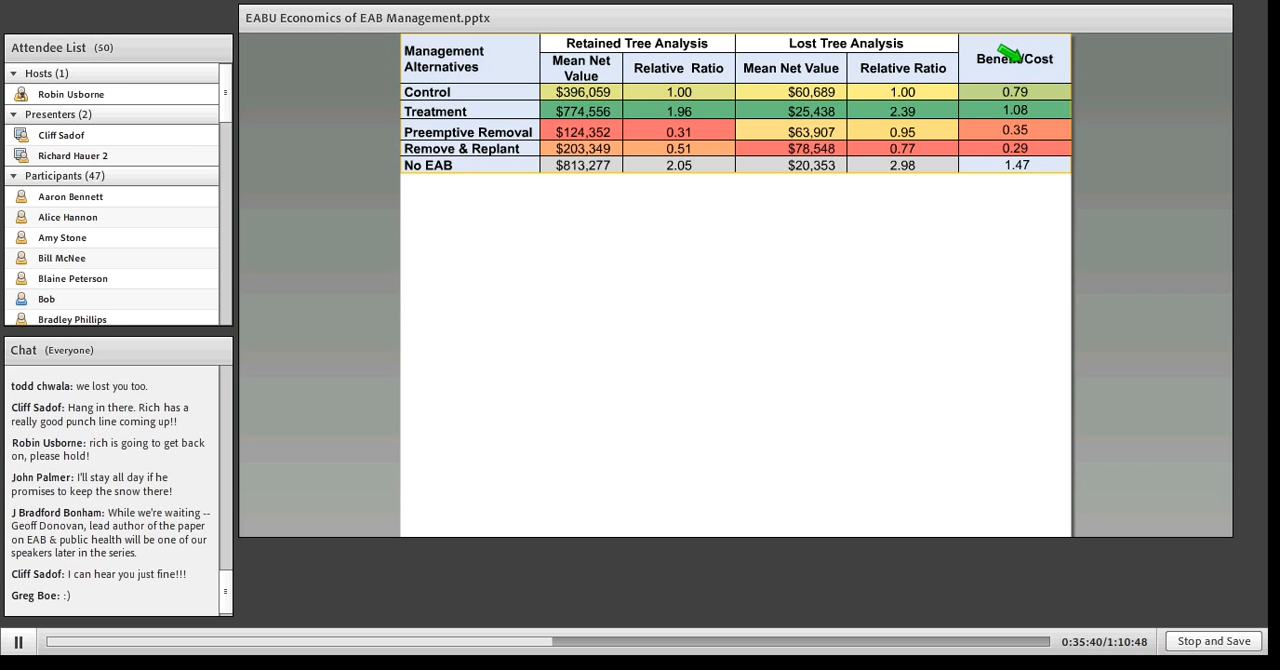 EABU Economics of EAB Management.pptx
Attendee List (50)
Hosts (1)
Robin Usborne
Presenters (2)
Cliff Sadof
Richard Hauer 2
Participants (47)
Aaron Bennett
Alice Hannon
Amy Stone
Bill McNee
Blaine Peterson
Bob
Bradley Phillips
Chat (Everyone)
todd chwala: we lost you too.
Cliff Sadof: Hang in there. Rich has a
really good punch line coming up!!
Robin Usborne: rich is going to get back
on, please hold!
John Palmer: I'll stay all day if he
promises to keep the snow there!
J Bradford Bonham: While we're waiting --
Geoff Donovan, lead author of the paper
on EAB & public health will be one of our
speakers later in the series.
Cliff Sadof: I can hear you just fine!!!
Greg Boe: :)
Management
Alternatives
Retained Tree Analysis
Lost Tree Analysis
Benefit/Cost
Mean Net
Value
Relative Ratio
Mean Net Value
Relative Ratio
Control $396,059 1.00 $60,689 1.00 0.79
Treatment $774,556 1.96 $25,438 2.39 1.08
Preemptive Removal $124,352 0.31 $63,907 0.95 0.35
Remove & Replant $203,349 0.51 $78,548 0.77 0.29
No EAB $813,277 2.05 $20,353 2.98 1.47
0:35:40/1:10:48
Stop and Save